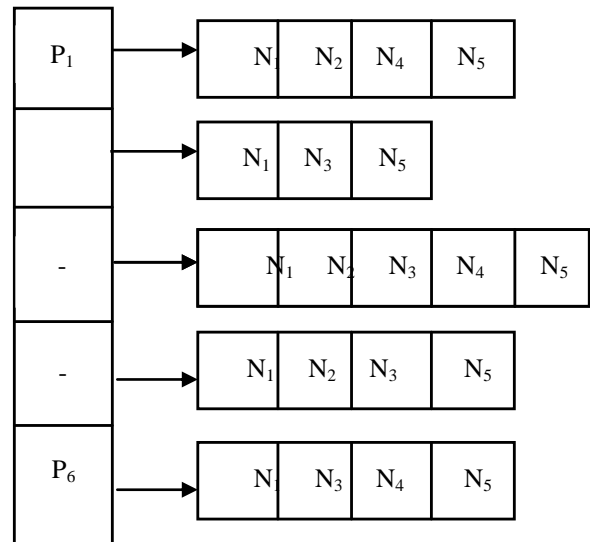 P₁ N₁ N₂ N₄ N₅
N₁ N₃ N₅
- N₁ N₂ N₃ N₄ N₅
- N₁ N₂ N₃ N₅
P₆ N₁ N₃ N₄ N₅